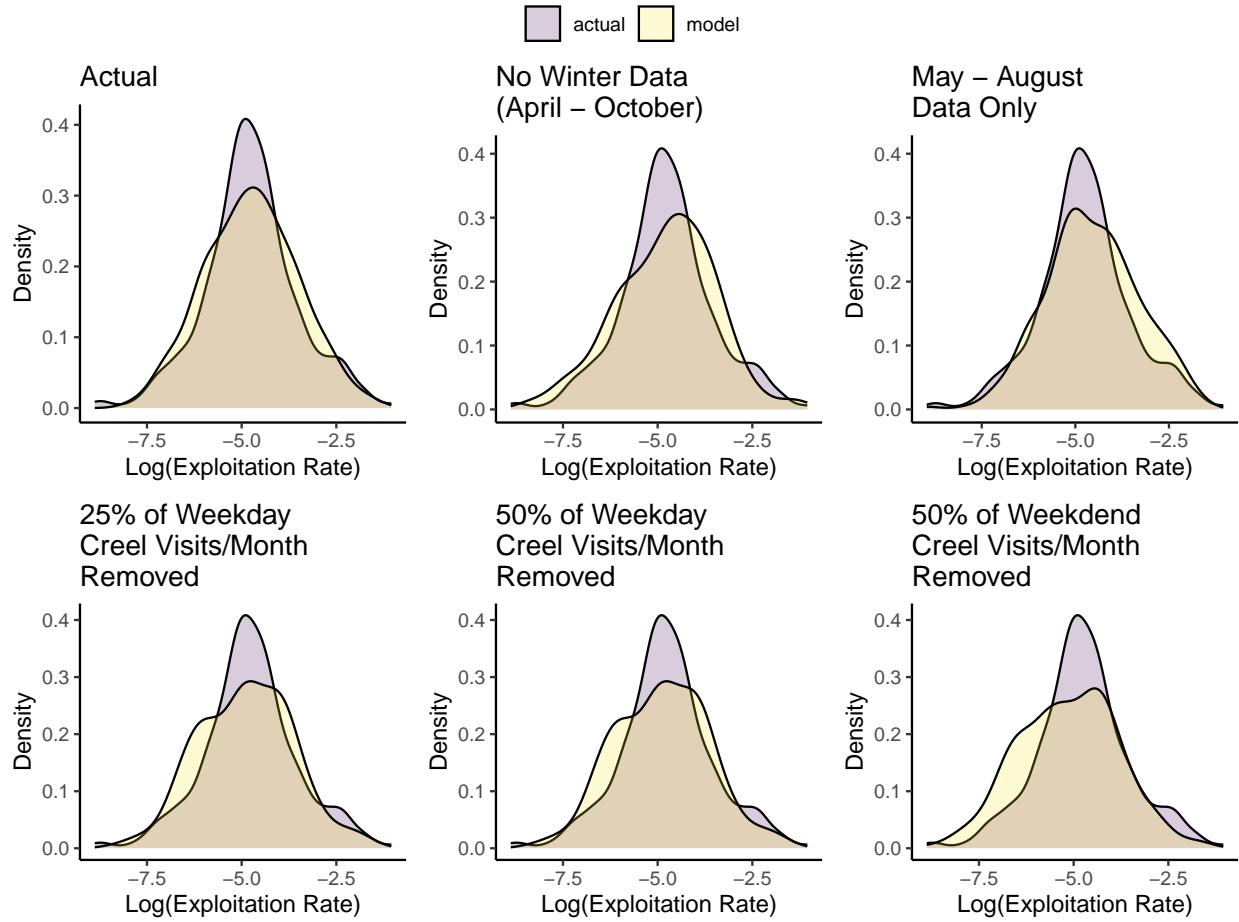 actual model
Actual
No Winter Data
(April − October)
May − August
Data Only
Density
0.4
0.3
0.2
0.1
0.0
−7.5 −5.0 −2.5
Log(Exploitation Rate)
Density
0.4
0.3
0.2
0.1
0.0
−7.5 −5.0 −2.5
Log(Exploitation Rate)
Density
0.4
0.3
0.2
0.1
0.0
−7.5 −5.0 −2.5
Log(Exploitation Rate)
25% of Weekday
Creel Visits/Month
Removed
50% of Weekday
Creel Visits/Month
Removed
50% of Weekdend
Creel Visits/Month
Removed
Density
0.4
0.3
0.2
0.1
0.0
−7.5 −5.0 −2.5
Log(Exploitation Rate)
Density
0.4
0.3
0.2
0.1
0.0
−7.5 −5.0 −2.5
Log(Exploitation Rate)
Density
0.4
0.3
0.2
0.1
0.0
−7.5 −5.0 −2.5
Log(Exploitation Rate)